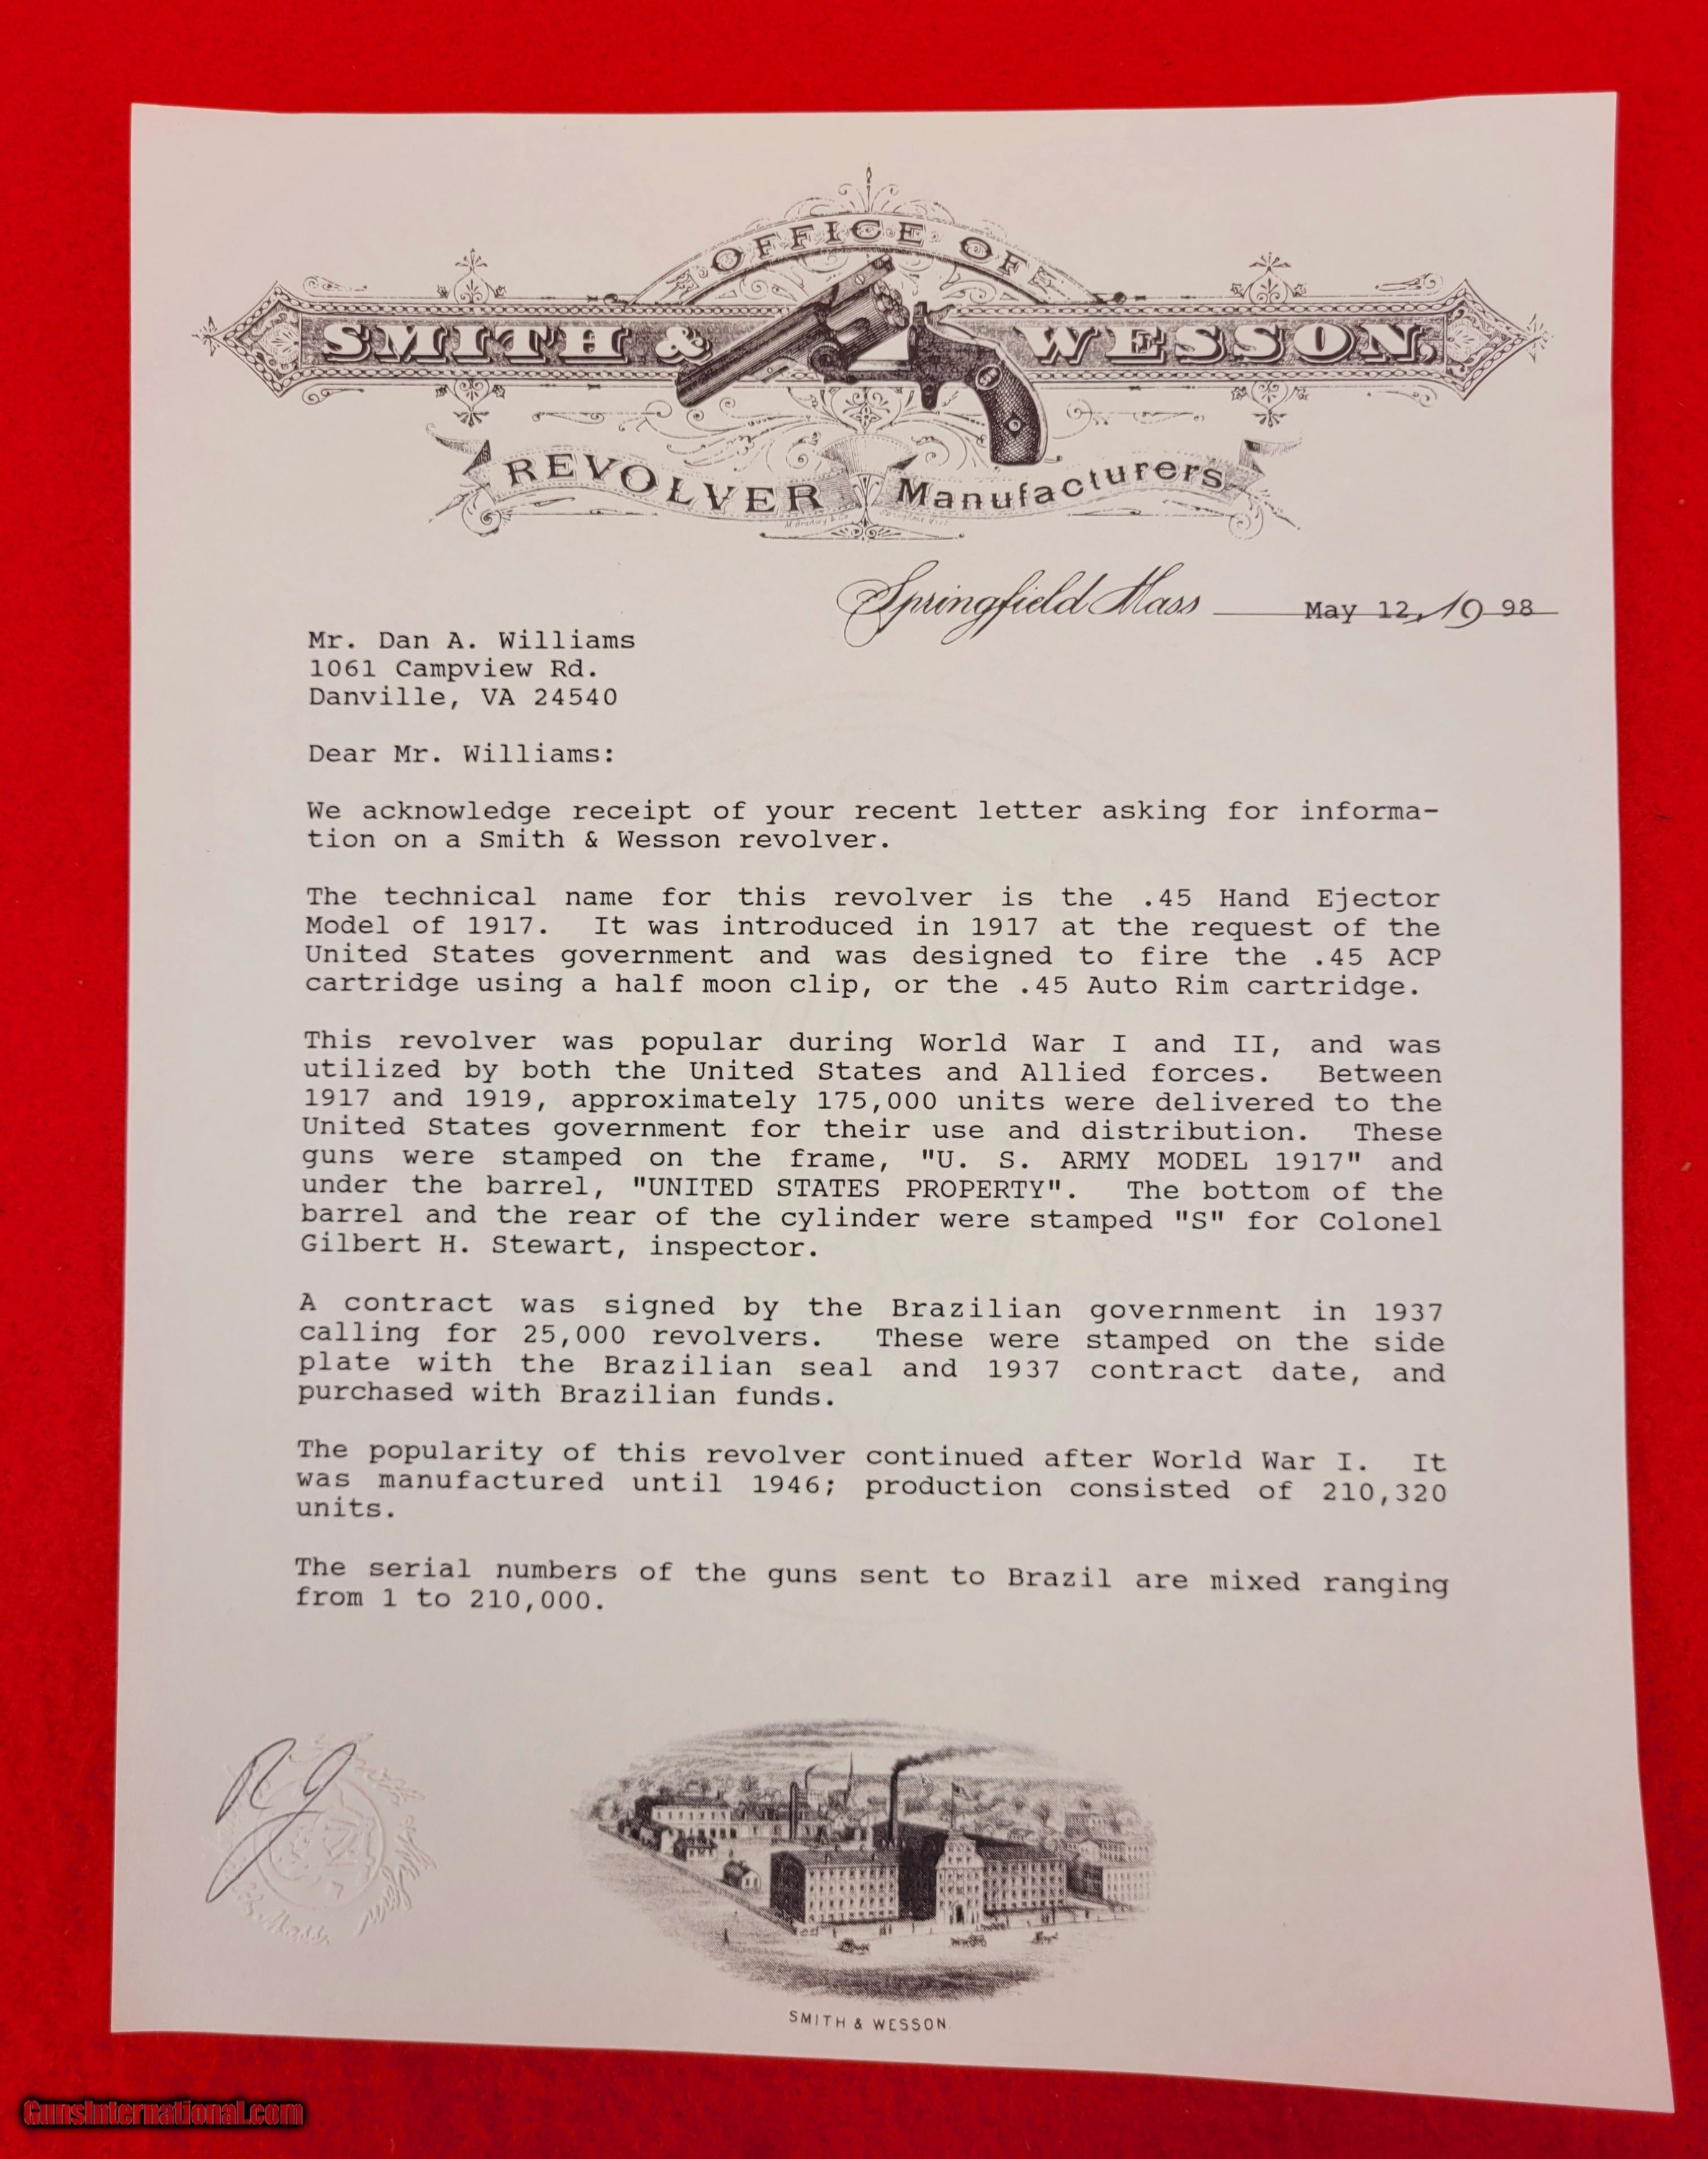 OFFICE OF
SMITH & WESSON,
REVOLVER Manufacturers
Springfield Mass May 12, 19 98
Mr. Dan A. Williams
1061 Campview Rd.
Danville, VA 24540
Dear Mr. Williams:
We acknowledge receipt of your recent letter asking for informa-
tion on a Smith & Wesson revolver.
The technical name for this revolver is the .45 Hand Ejector
Model of 1917. It was introduced in 1917 at the request of the
United States government and was designed to fire the .45 ACP
cartridge using a half moon clip, or the .45 Auto Rim cartridge.
This revolver was popular during World War I and II, and was
utilized by both the United States and Allied forces. Between
1917 and 1919, approximately 175,000 units were delivered to the
United States government for their use and distribution. These
guns were stamped on the frame, "U. S. ARMY MODEL 1917" and
under the barrel, "UNITED STATES PROPERTY". The bottom of the
barrel and the rear of the cylinder were stamped "S" for Colonel
Gilbert H. Stewart, inspector.
A contract was signed by the Brazilian government in 1937
calling for 25,000 revolvers. These were stamped on the side
plate with the Brazilian seal and 1937 contract date, and
purchased with Brazilian funds.
The popularity of this revolver continued after World War I. It
was manufactured until 1946; production consisted of 210,320
units.
The serial numbers of the guns sent to Brazil are mixed ranging
from 1 to 210,000.
SMITH & WESSON.
GunsInternational.com